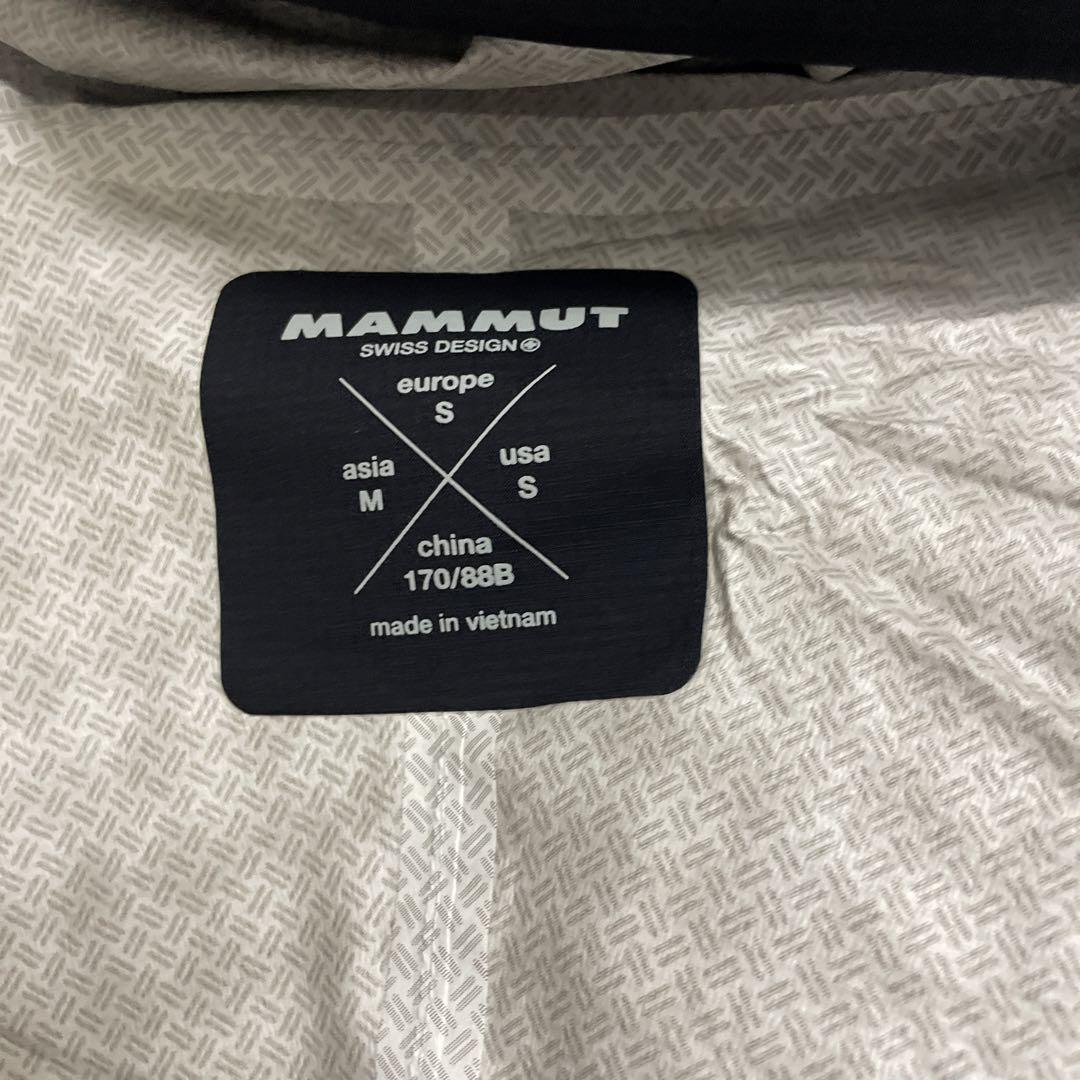 MAMMUT
SWISS DESIGN
europe
S
asia
M
usa
S
china
170/88B
made in vietnam